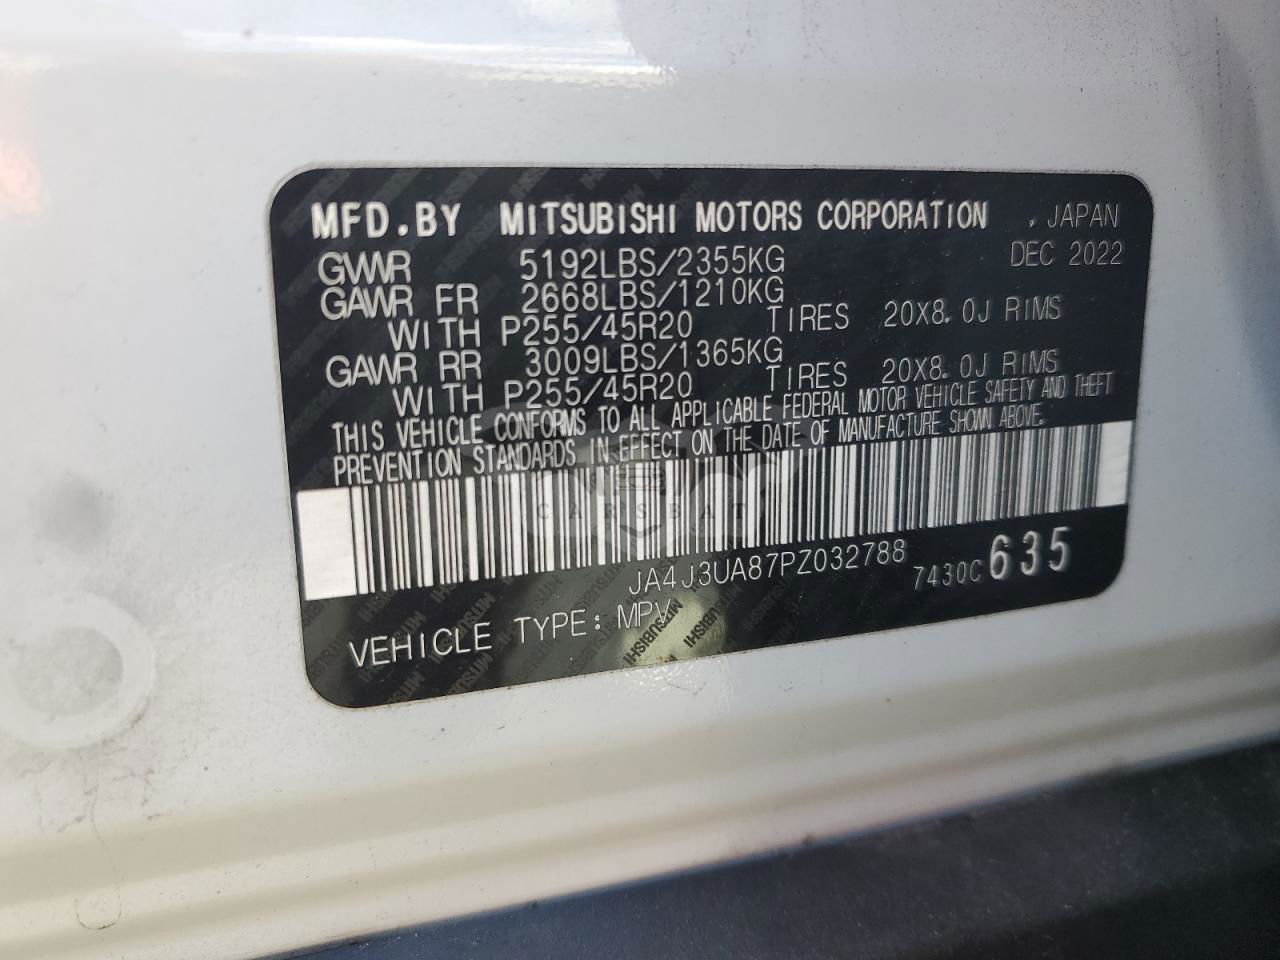 MFD.BY MITSUBISHI MOTORS CORPORATION , JAPAN
GVWR 5192LBS/2355KG DEC 2022
GAWR FR 2668LBS/1210KG
WITH P255/45R20 TIRES 20X8.0J RIMS
GAWR RR 3009LBS/1365KG
WITH P255/45R20 TIRES 20X8.0J RIMS
THIS VEHICLE CONFORMS TO ALL APPLICABLE FEDERAL MOTOR VEHICLE SAFETY AND THEFT
PREVENTION STANDARDS IN EFFECT ON THE DATE OF MANUFACTURE SHOWN ABOVE.
CARSBAT
JA4J3UA87PZ032788 7430C 635
VEHICLE TYPE: MPV